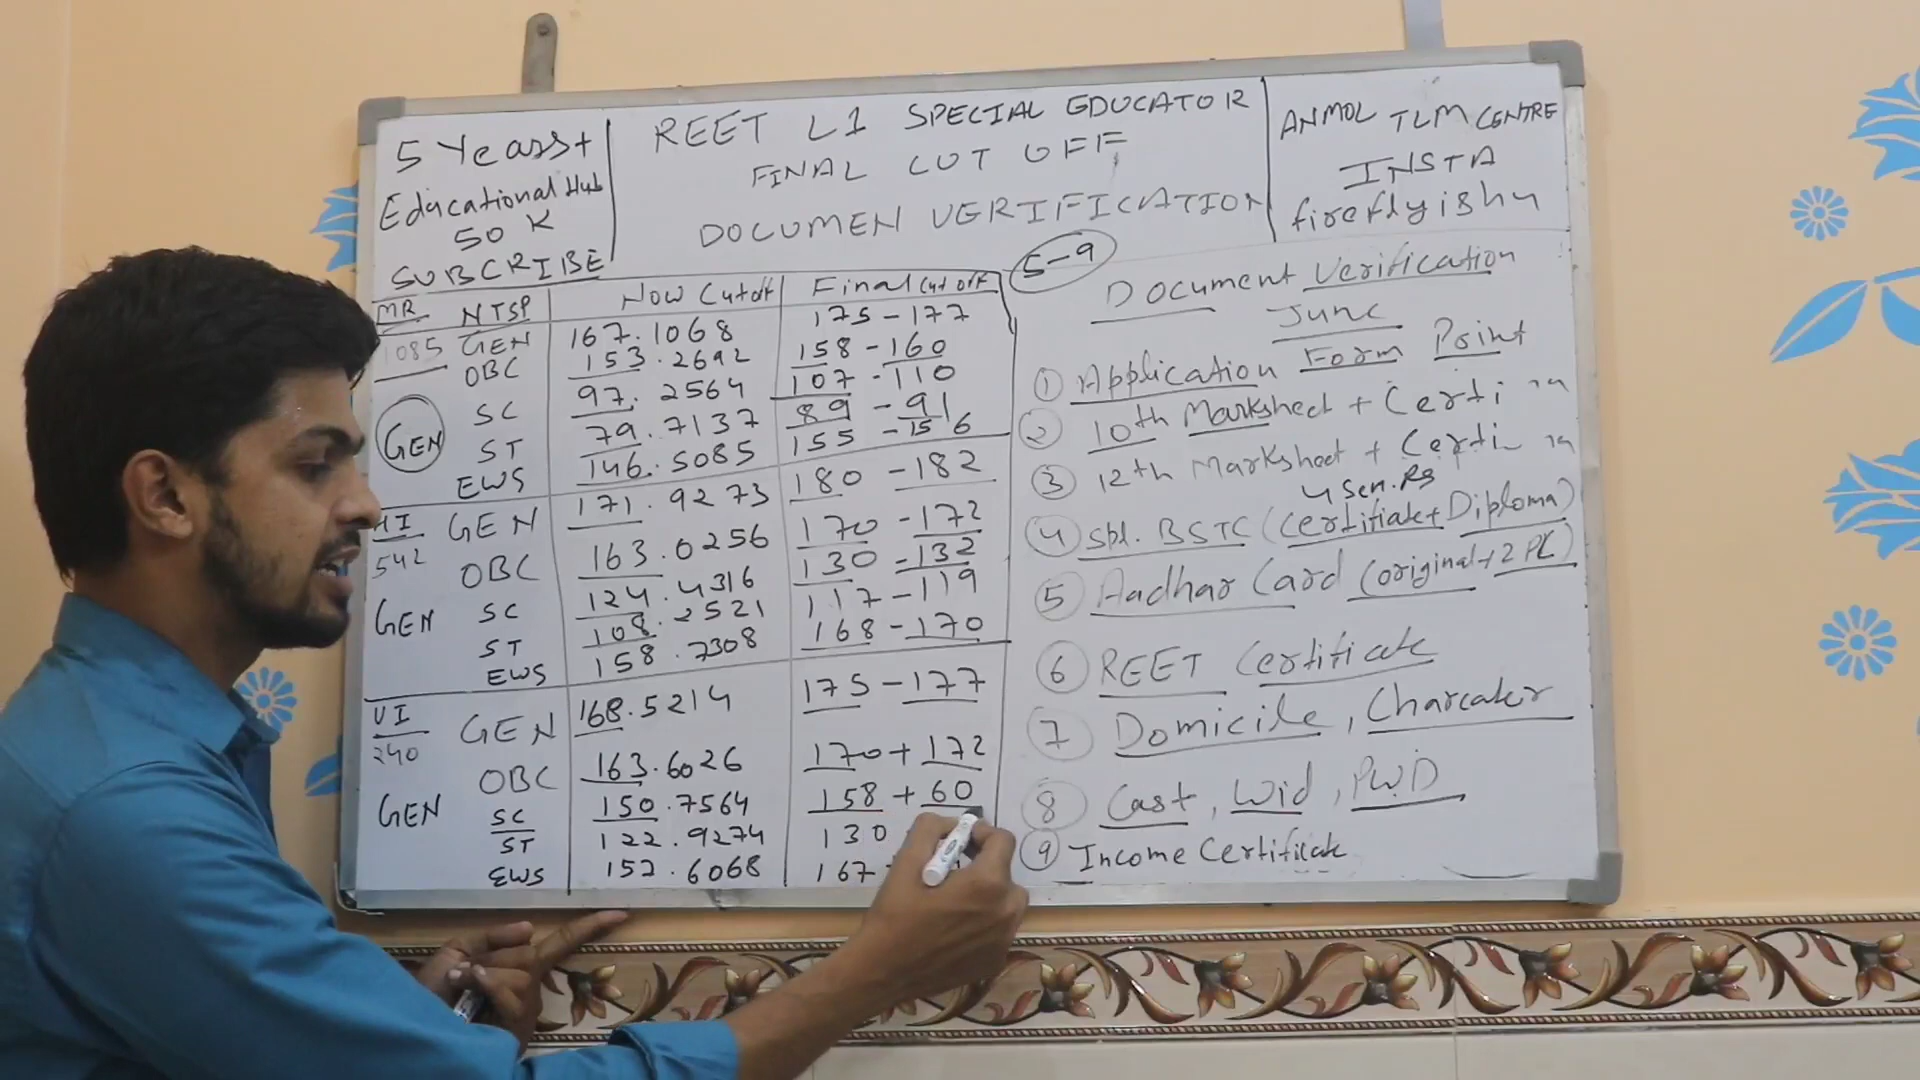 5 Years+
Educational Hub
50 K
SUBCRIBE
REET L1 SPECIAL EDUCATOR
FINAL CUT OFF
DOCUMEN VERIFICATION
ANMOL TLM CENTRE
INSTA
fireflyishu
MR NTSP Now Cutoff Final cut off
1085 GEN 167.1068 175-177
OBC 153.2692 158-160
SC 97.2564 107-110
GEN ST 79.7137 89-91
EWS 146.5085 155-156
HI GEN 171.9273 180-182
542 OBC 163.0256 170-172
GEN SC 124.4316 130-132
ST 108.2521 117-119
EWS 158.7308 168-170
VI GEN 168.5214 175-177
240 OBC 163.6026 170+172
GEN SC 150.7564 158+60
ST 122.9274 130
EWS 152.6068 167
5-9
Document Verification
June
① Application Form Print
② 10th Marksheet + Certi
③ 12th Marksheet + Certi
④ Spl. BSTC (Certifiate+Diploma)
⑤ Aadhar Card (original+2 PC)
⑥ REET Certificate
⑦ Domicile, Charcater
⑧ Cast, Wid, PWD
⑨ Income Certificate